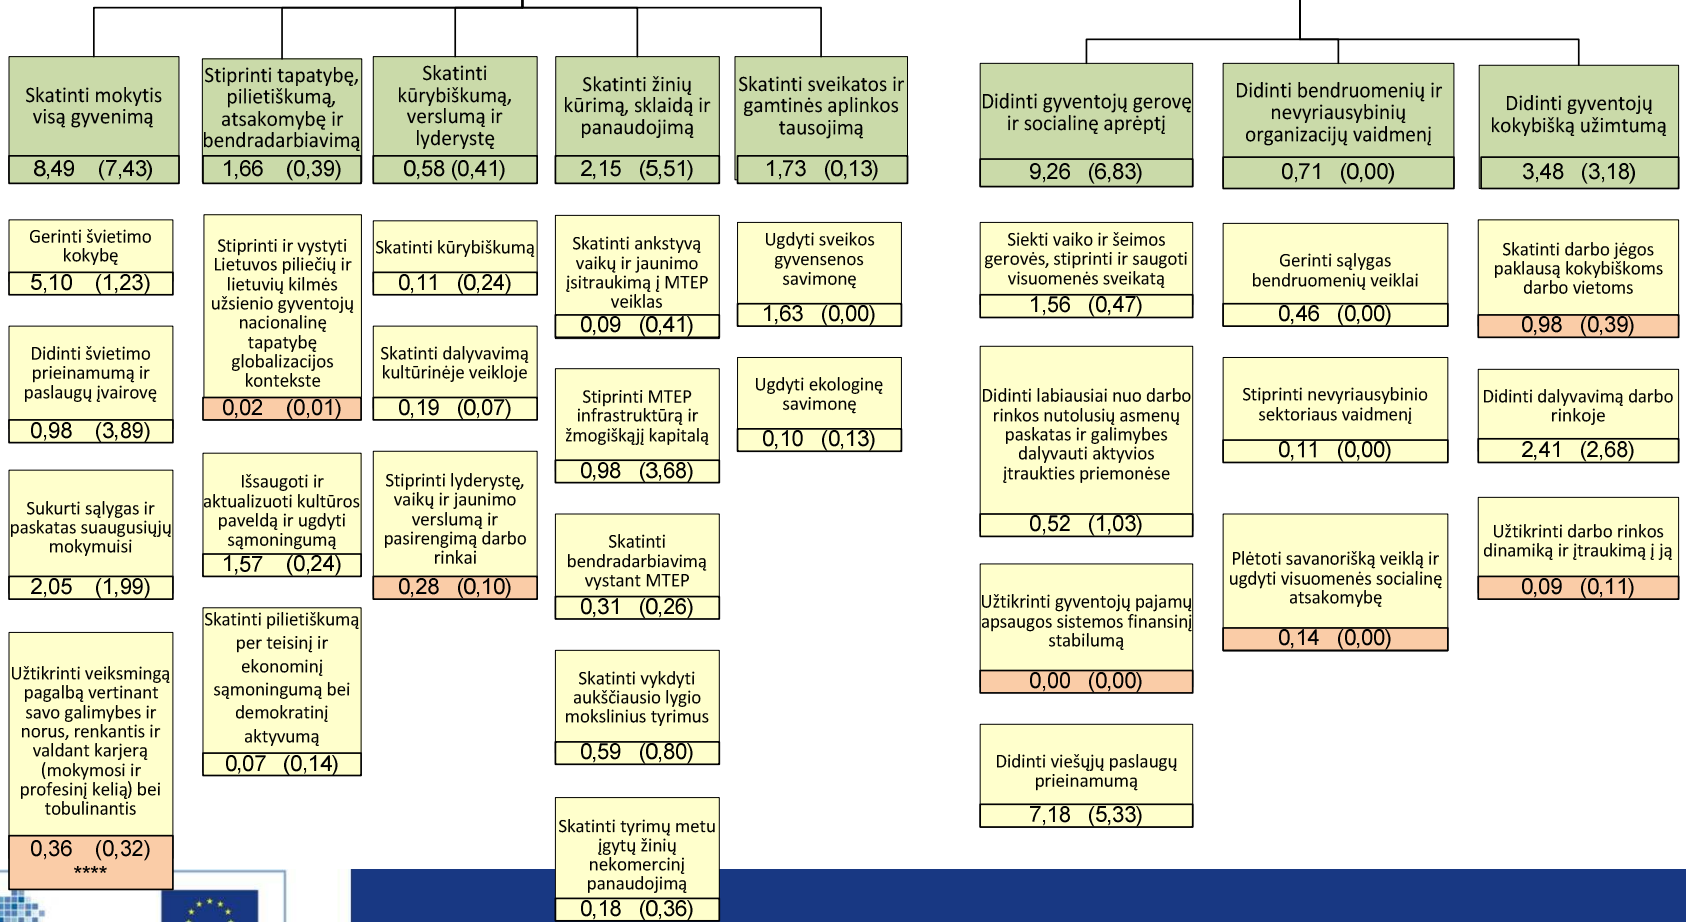 Skatinti mokytis
visą gyvenimą
8,49 (7,43)
Gerinti švietimo
kokybę
5,10 (1,23)
Didinti švietimo
prieinamumą ir
paslaugų įvairovę
0,98 (3,89)
Sukurti sąlygas ir
paskatas suaugusiųjų
mokymuisi
2,05 (1,99)
Užtikrinti veiksmingą
pagalbą vertinant
savo galimybes ir
norus, renkantis ir
valdant karjerą
(mokymosi ir
profesinį kelią) bei
tobulinantis
0,36 (0,32)
****
Stiprinti tapatybę,
pilietiškumą,
atsakomybę ir
bendradarbiavimą
1,66 (0,39)
Stiprinti ir vystyti
Lietuvos piliečių ir
lietuvių kilmės
užsienio gyventojų
nacionalinę
tapatybę
globalizacijos
kontekste
0,02 (0,01)
Išsaugoti ir
aktualizuoti kultūros
paveldą ir ugdyti
sąmoningumą
1,57 (0,24)
Skatinti pilietiškumą
per teisinį ir
ekonominį
sąmoningumą bei
demokratinį
aktyvumą
0,07 (0,14)
Skatinti
kūrybiškumą,
verslumą ir
lyderystę
0,58 (0,41)
Skatinti kūrybiškumą
0,11 (0,24)
Skatinti dalyvavimą
kultūrinėje veikloje
0,19 (0,07)
Stiprinti lyderystę,
vaikų ir jaunimo
verslumą ir
pasirengimą darbo
rinkai
0,28 (0,10)
Skatinti žinių
kūrimą, sklaidą ir
panaudojimą
2,15 (5,51)
Skatinti ankstyvą
vaikų ir jaunimo
įsitraukimą į MTEP
veiklas
0,09 (0,41)
Stiprinti MTEP
infrastruktūrą ir
žmogiškąjį kapitalą
0,98 (3,68)
Skatinti
bendradarbiavimą
vystant MTEP
0,31 (0,26)
Skatinti vykdyti
aukščiausio lygio
mokslinius tyrimus
0,59 (0,80)
Skatinti tyrimų metu
įgytų žinių
nekomercinį
panaudojimą
0,18 (0,36)
Skatinti sveikatos ir
gamtinės aplinkos
tausojimą
1,73 (0,13)
Ugdyti sveikos
gyvensenos
savimonę
1,63 (0,00)
Ugdyti ekologinę
savimonę
0,10 (0,13)
Didinti gyventojų gerovę
ir socialinę aprėptį
9,26 (6,83)
Siekti vaiko ir šeimos
gerovės, stiprinti ir saugoti
visuomenės sveikatą
1,56 (0,47)
Didinti labiausiai nuo darbo
rinkos nutolusių asmenų
paskatas ir galimybes
dalyvauti aktyvios
įtraukties priemonėse
0,52 (1,03)
Užtikrinti gyventojų pajamų
apsaugos sistemos finansinį
stabilumą
0,00 (0,00)
Didinti viešųjų paslaugų
prieinamumą
7,18 (5,33)
Didinti bendruomenių ir
nevyriausybinių
organizacijų vaidmenį
0,71 (0,00)
Gerinti sąlygas
bendruomenių veiklai
0,46 (0,00)
Stiprinti nevyriausybinio
sektoriaus vaidmenį
0,11 (0,00)
Plėtoti savanorišką veiklą ir
ugdyti visuomenės socialinę
atsakomybę
0,14 (0,00)
Didinti gyventojų
kokybišką užimtumą
3,48 (3,18)
Skatinti darbo jėgos
paklausą kokybiškoms
darbo vietoms
0,98 (0,39)
Didinti dalyvavimą darbo
rinkoje
2,41 (2,68)
Užtikrinti darbo rinkos
dinamiką ir įtraukimą į ją
0,09 (0,11)